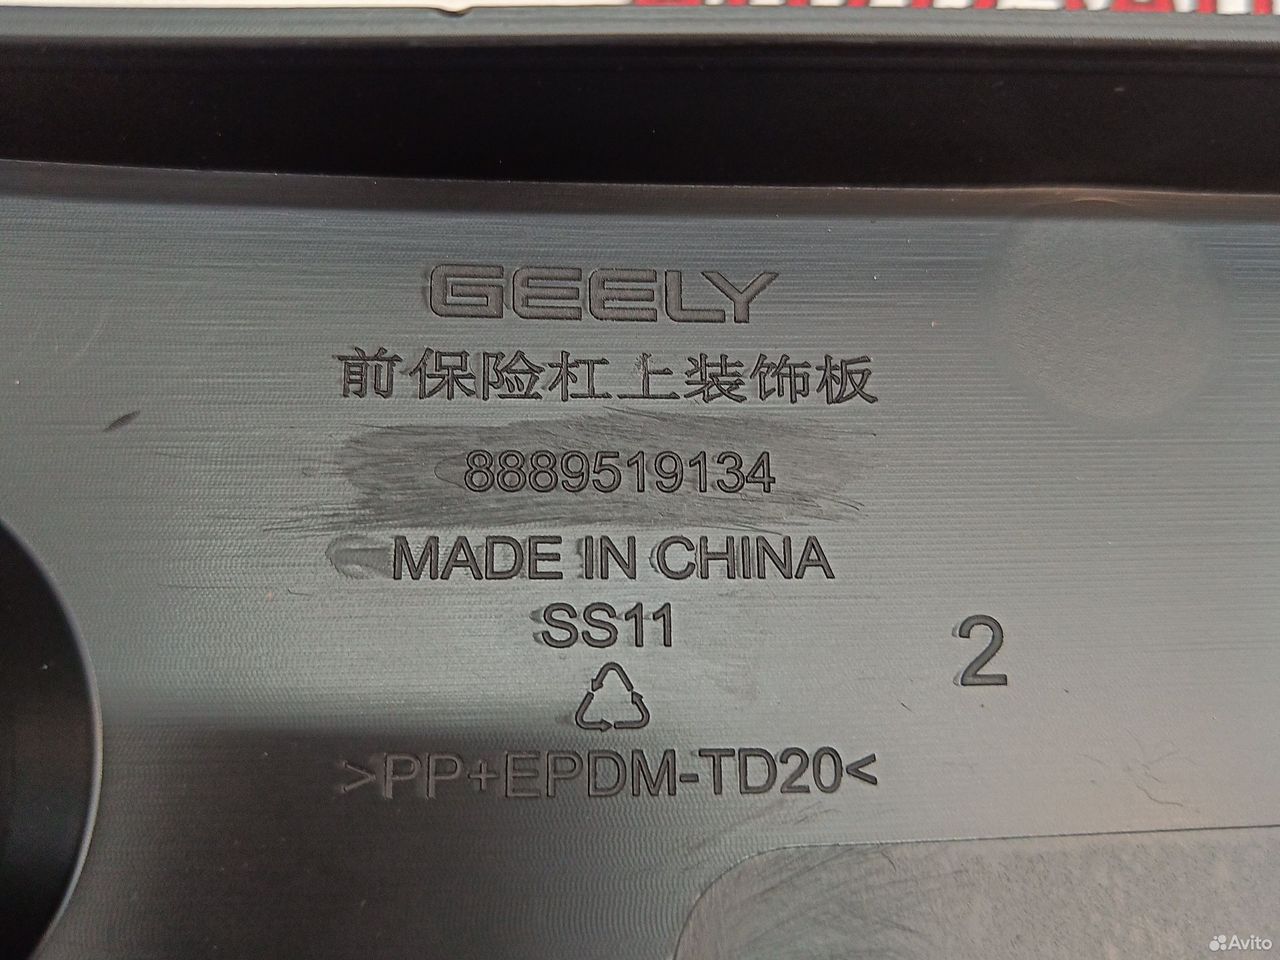 GEELY
前保险杠上装饰板
8889519134
MADE IN CHINA
SS11
2
>PP+EPDM-TD20<
Avito